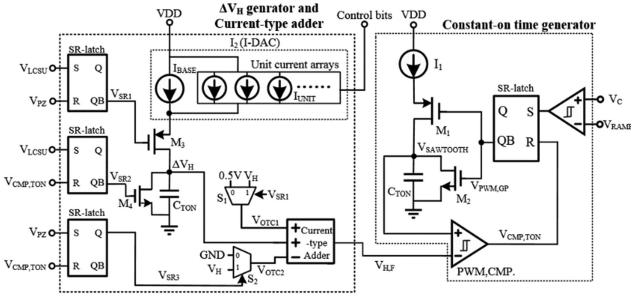 ΔVH genrator and
Current-type adder
Control bits
Constant-on time generator
VDD
VDD
I2 (I-DAC)
Unit current arrays
IBASE
IUNIT
I1
SR-latch
S Q
R QB
VLCSU
VPZ
VSR1
M3
SR-latch
S Q
R QB
VLCSU
VCMP,TON
VSR2
M4
ΔVH
CTON
SR-latch
S Q
R QB
VPZ
VCMP,TON
VSR3
0.5V VH
0 1
S1
VSR1
VOTC1
GND
VH
0
1
S2
VOTC2
Current
-type
Adder
VH,F
M1
VSAWTOOTH
CTON
M2
VPWM,GP
SR-latch
Q S
QB R
VC
VRAMP
VCMP,TON
PWM,CMP.